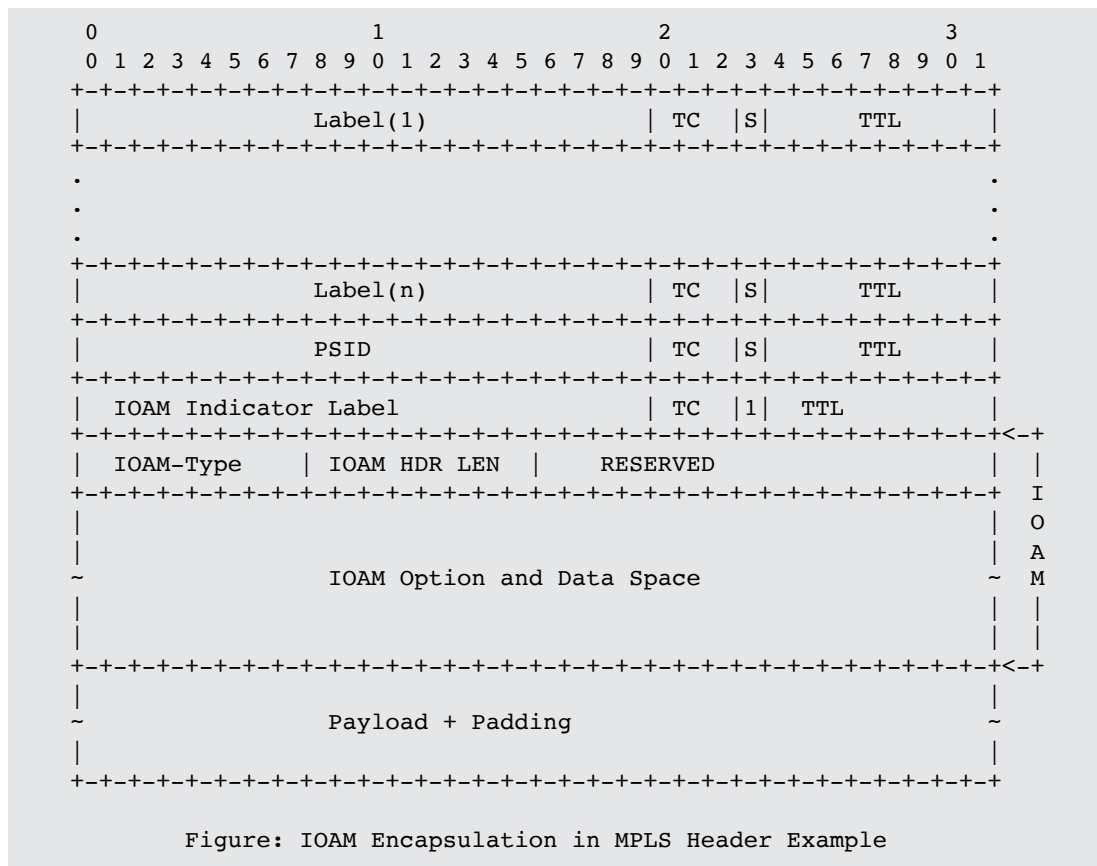 0                   1                   2                   3
 0 1 2 3 4 5 6 7 8 9 0 1 2 3 4 5 6 7 8 9 0 1 2 3 4 5 6 7 8 9 0 1
+-+-+-+-+-+-+-+-+-+-+-+-+-+-+-+-+-+-+-+-+-+-+-+-+-+-+-+-+-+-+-+-+
|                Label(1)               | TC  |S|      TTL      |
+-+-+-+-+-+-+-+-+-+-+-+-+-+-+-+-+-+-+-+-+-+-+-+-+-+-+-+-+-+-+-+-+
.                                                               .
.                                                               .
.                                                               .
+-+-+-+-+-+-+-+-+-+-+-+-+-+-+-+-+-+-+-+-+-+-+-+-+-+-+-+-+-+-+-+-+
|                Label(n)               | TC  |S|      TTL      |
+-+-+-+-+-+-+-+-+-+-+-+-+-+-+-+-+-+-+-+-+-+-+-+-+-+-+-+-+-+-+-+-+
|                PSID                   | TC  |S|      TTL      |
+-+-+-+-+-+-+-+-+-+-+-+-+-+-+-+-+-+-+-+-+-+-+-+-+-+-+-+-+-+-+-+-+
|  IOAM Indicator Label                 | TC  |1|  TTL          |
+-+-+-+-+-+-+-+-+-+-+-+-+-+-+-+-+-+-+-+-+-+-+-+-+-+-+-+-+-+-+-+-+<-+
|  IOAM-Type    | IOAM HDR LEN  |    RESERVED                   |  |
+-+-+-+-+-+-+-+-+-+-+-+-+-+-+-+-+-+-+-+-+-+-+-+-+-+-+-+-+-+-+-+-+  I
|                                                               |  O
|                                                               |  A
~                 IOAM Option and Data Space                    ~  M
|                                                               |  |
|                                                               |  |
+-+-+-+-+-+-+-+-+-+-+-+-+-+-+-+-+-+-+-+-+-+-+-+-+-+-+-+-+-+-+-+-+<-+
|                                                               |
~                 Payload + Padding                             ~
|                                                               |
+-+-+-+-+-+-+-+-+-+-+-+-+-+-+-+-+-+-+-+-+-+-+-+-+-+-+-+-+-+-+-+-+
Figure: IOAM Encapsulation in MPLS Header Example